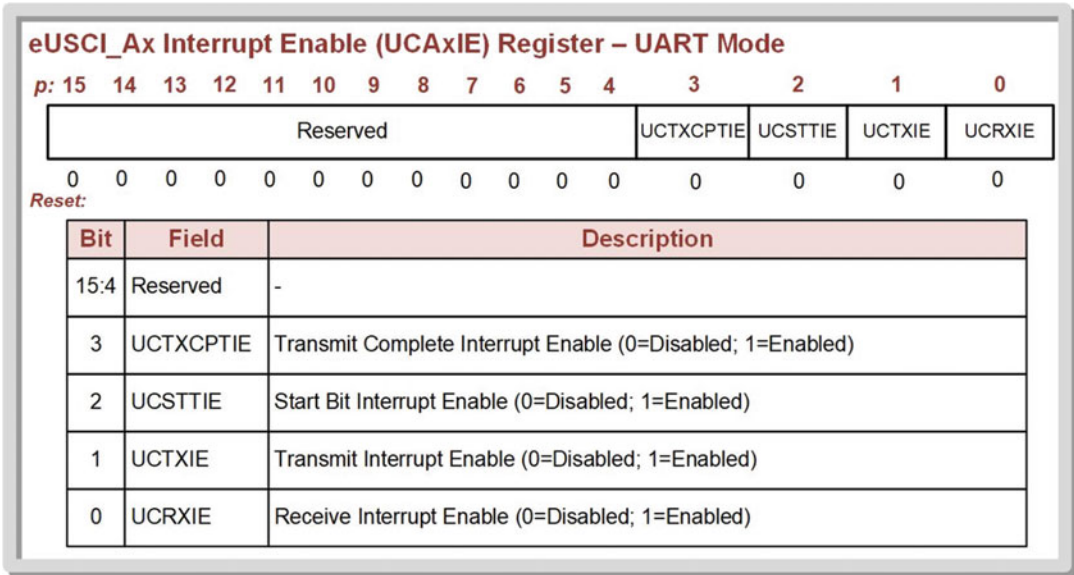 eUSCI_Ax Interrupt Enable (UCAxIE) Register – UART Mode
p: 15 14 13 12 11 10 9 8 7 6 5 4 3 2 1 0
Reserved UCTXCPTIE UCSTTIE UCTXIE UCRXIE
0 0 0 0 0 0 0 0 0 0 0 0 0 0 0 0
Reset:
Bit Field Description
15:4 Reserved -
3 UCTXCPTIE Transmit Complete Interrupt Enable (0=Disabled; 1=Enabled)
2 UCSTTIE Start Bit Interrupt Enable (0=Disabled; 1=Enabled)
1 UCTXIE Transmit Interrupt Enable (0=Disabled; 1=Enabled)
0 UCRXIE Receive Interrupt Enable (0=Disabled; 1=Enabled)